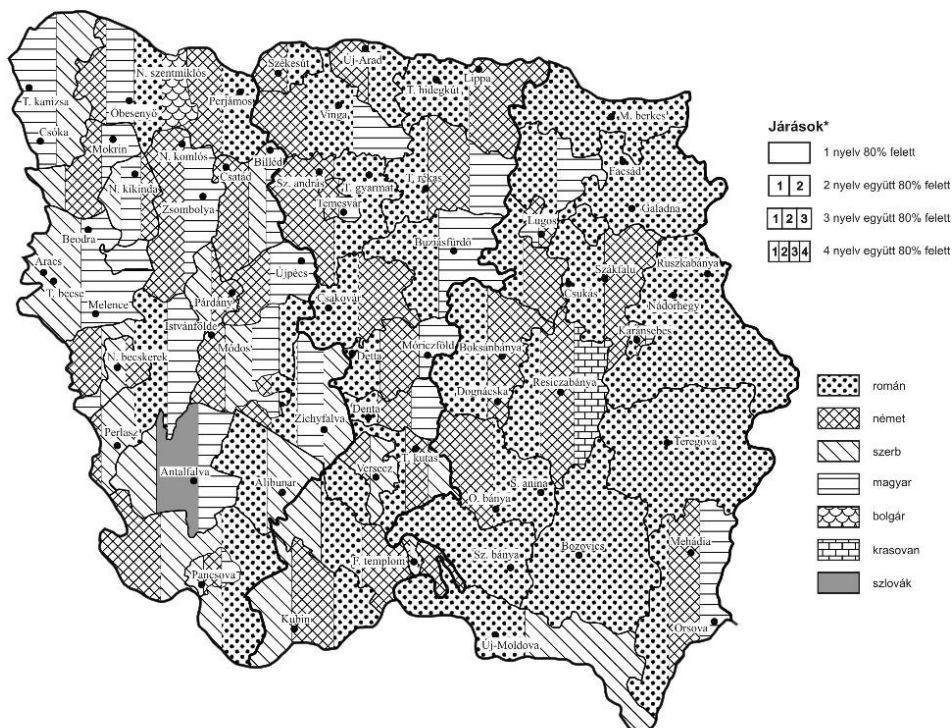 Székesút
Új-Arad
N. szentmiklós
Lippa
T. kanizsa
Perjámos
T. hidegkút
Óbesenyő
Vinga
M. berkes
Csóka
Mokrin
N. komlós
Billéd
Facsád
N. kikinda
Csatád
Sz. andrás
T. gyarmat
T. rékas
Zsombolya
Temesvár
Galadna
Lugos
Beodra
Buziásfürdő
Aracs
Újpécs
Szákfalu
Ruszkabánya
T. becse
Melence
Párdány
Csakovár
Csukás
Nádorhegy
Istvánfölde
Karánsebes
N. becskerek
Módos
Detta
Móriczföld
Boksánbánya
Resiczabánya
Dognácska
Zichyfalva
Denta
Perlasz
Teregova
T. kutas
Antalfalva
Versecz
Alibunar
S. anina
O. bánya
Mehádia
Pancsova
F. templom
Sz. bánya
Bozovics
Kubin
Orsova
Új-Moldova
Járások*
1 nyelv 80% felett
1 2 2 nyelv együtt 80% felett
1 2 3 3 nyelv együtt 80% felett
1 2 3 4 4 nyelv együtt 80% felett
román
német
szerb
magyar
bolgár
krasovan
szlovák